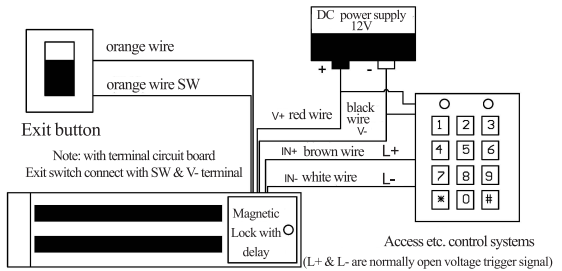 DC power supply
12V
+ -
orange wire
orange wire SW
Exit button
V+ red wire
black
wire
V-
1 2 3
4 5 6
7 8 9
* 0 #
IN+ brown wire L+
IN- white wire L-
Note: with terminal circuit board
Exit switch connect with SW & V- terminal
Magnetic
Lock with
delay
Access etc. control systems
(L+ & L- are normally open voltage trigger signal)